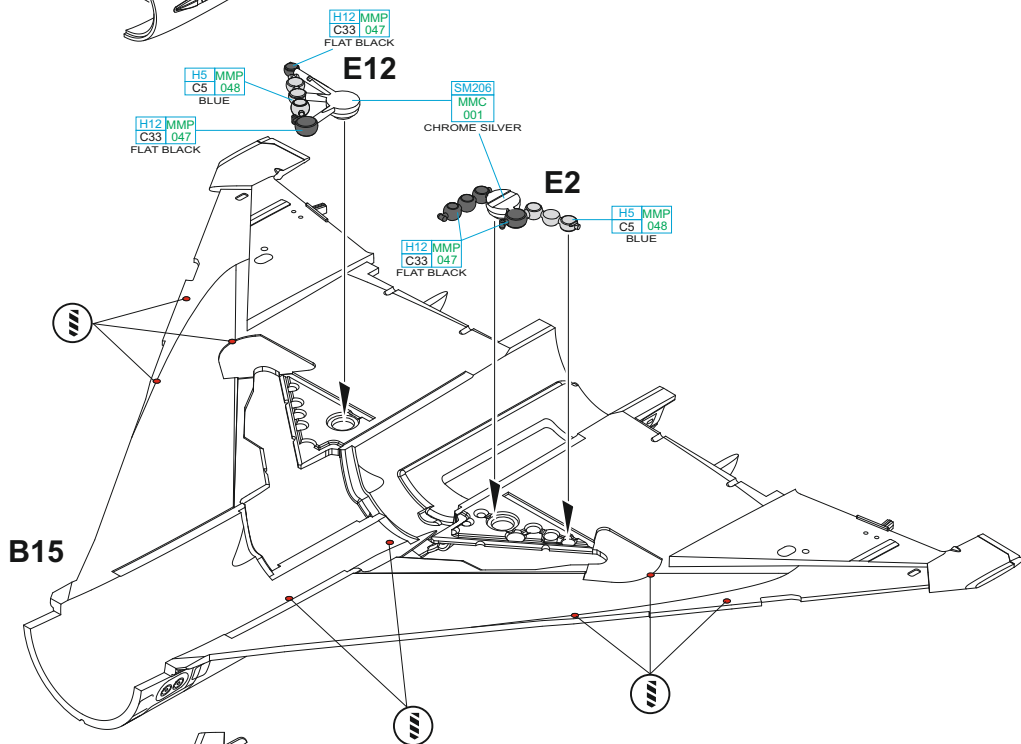 H12 MMP
C33 047
FLAT BLACK
E12
H5 MMP
C5 048
BLUE
SM206
MMC
001
CHROME SILVER
H12 MMP
C33 047
FLAT BLACK
E2
H5 MMP
C5 048
BLUE
H12 MMP
C33 047
FLAT BLACK
B15